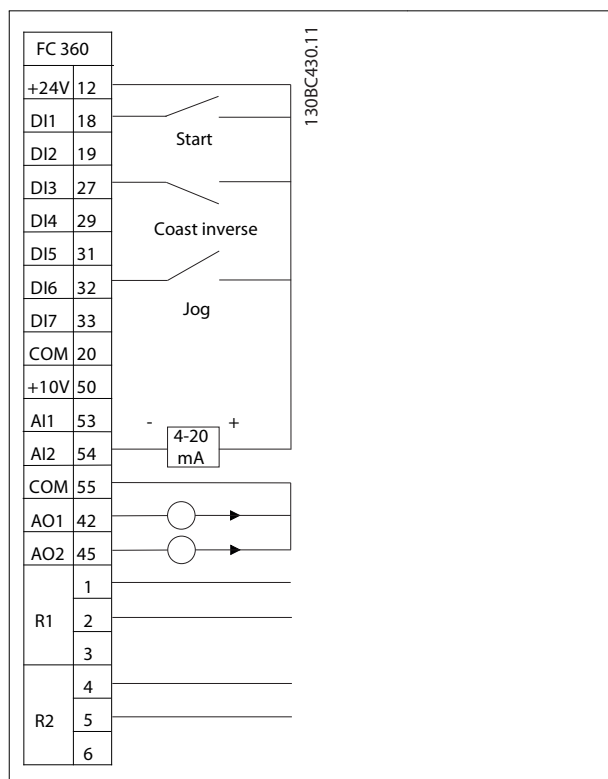 130BC430.11
FC 360
+24V 12
DI1 18
Start
DI2 19
DI3 27
DI4 29
Coast inverse
DI5 31
DI6 32
Jog
DI7 33
COM 20
+10V 50
AI1 53
- +
4-20
mA
AI2 54
COM 55
AO1 42
AO2 45
R1
1
2
3
R2
4
5
6